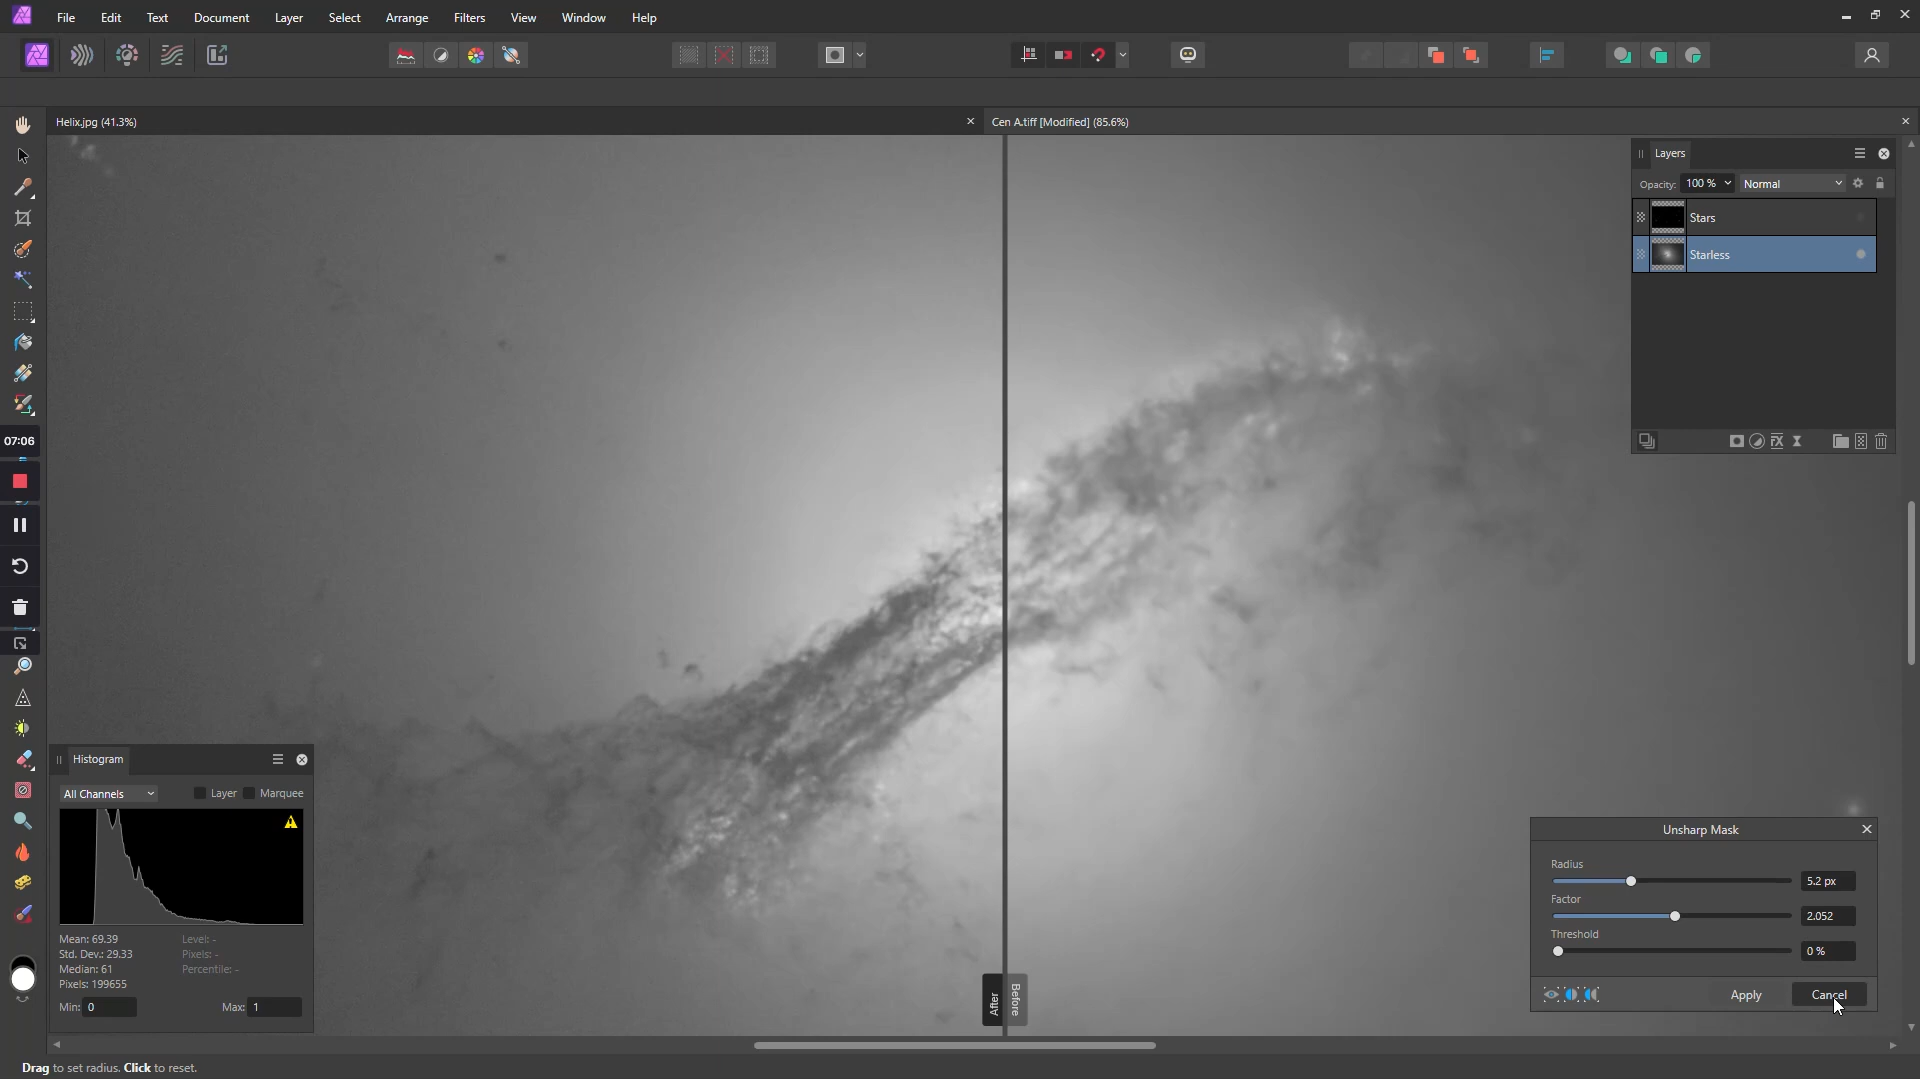 File Edit Text Document Layer Select Arrange Filters View Window Help
Helix.jpg (41.3%)
Cen A.tiff [Modified] (85.6%)
Layers
Opacity: 100 % Normal
Stars
Starless
07:06
Histogram
All Channels Layer Marquee
Mean: 69.39 Level: -
Std. Dev.: 29.33 Pixels: -
Median: 61 Percentile: -
Pixels: 199655
Min: 0 Max: 1
After
Before
Unsharp Mask
Radius
5.2 px
Factor
2.052
Threshold
0 %
Apply Cancel
Drag to set radius. Click to reset.